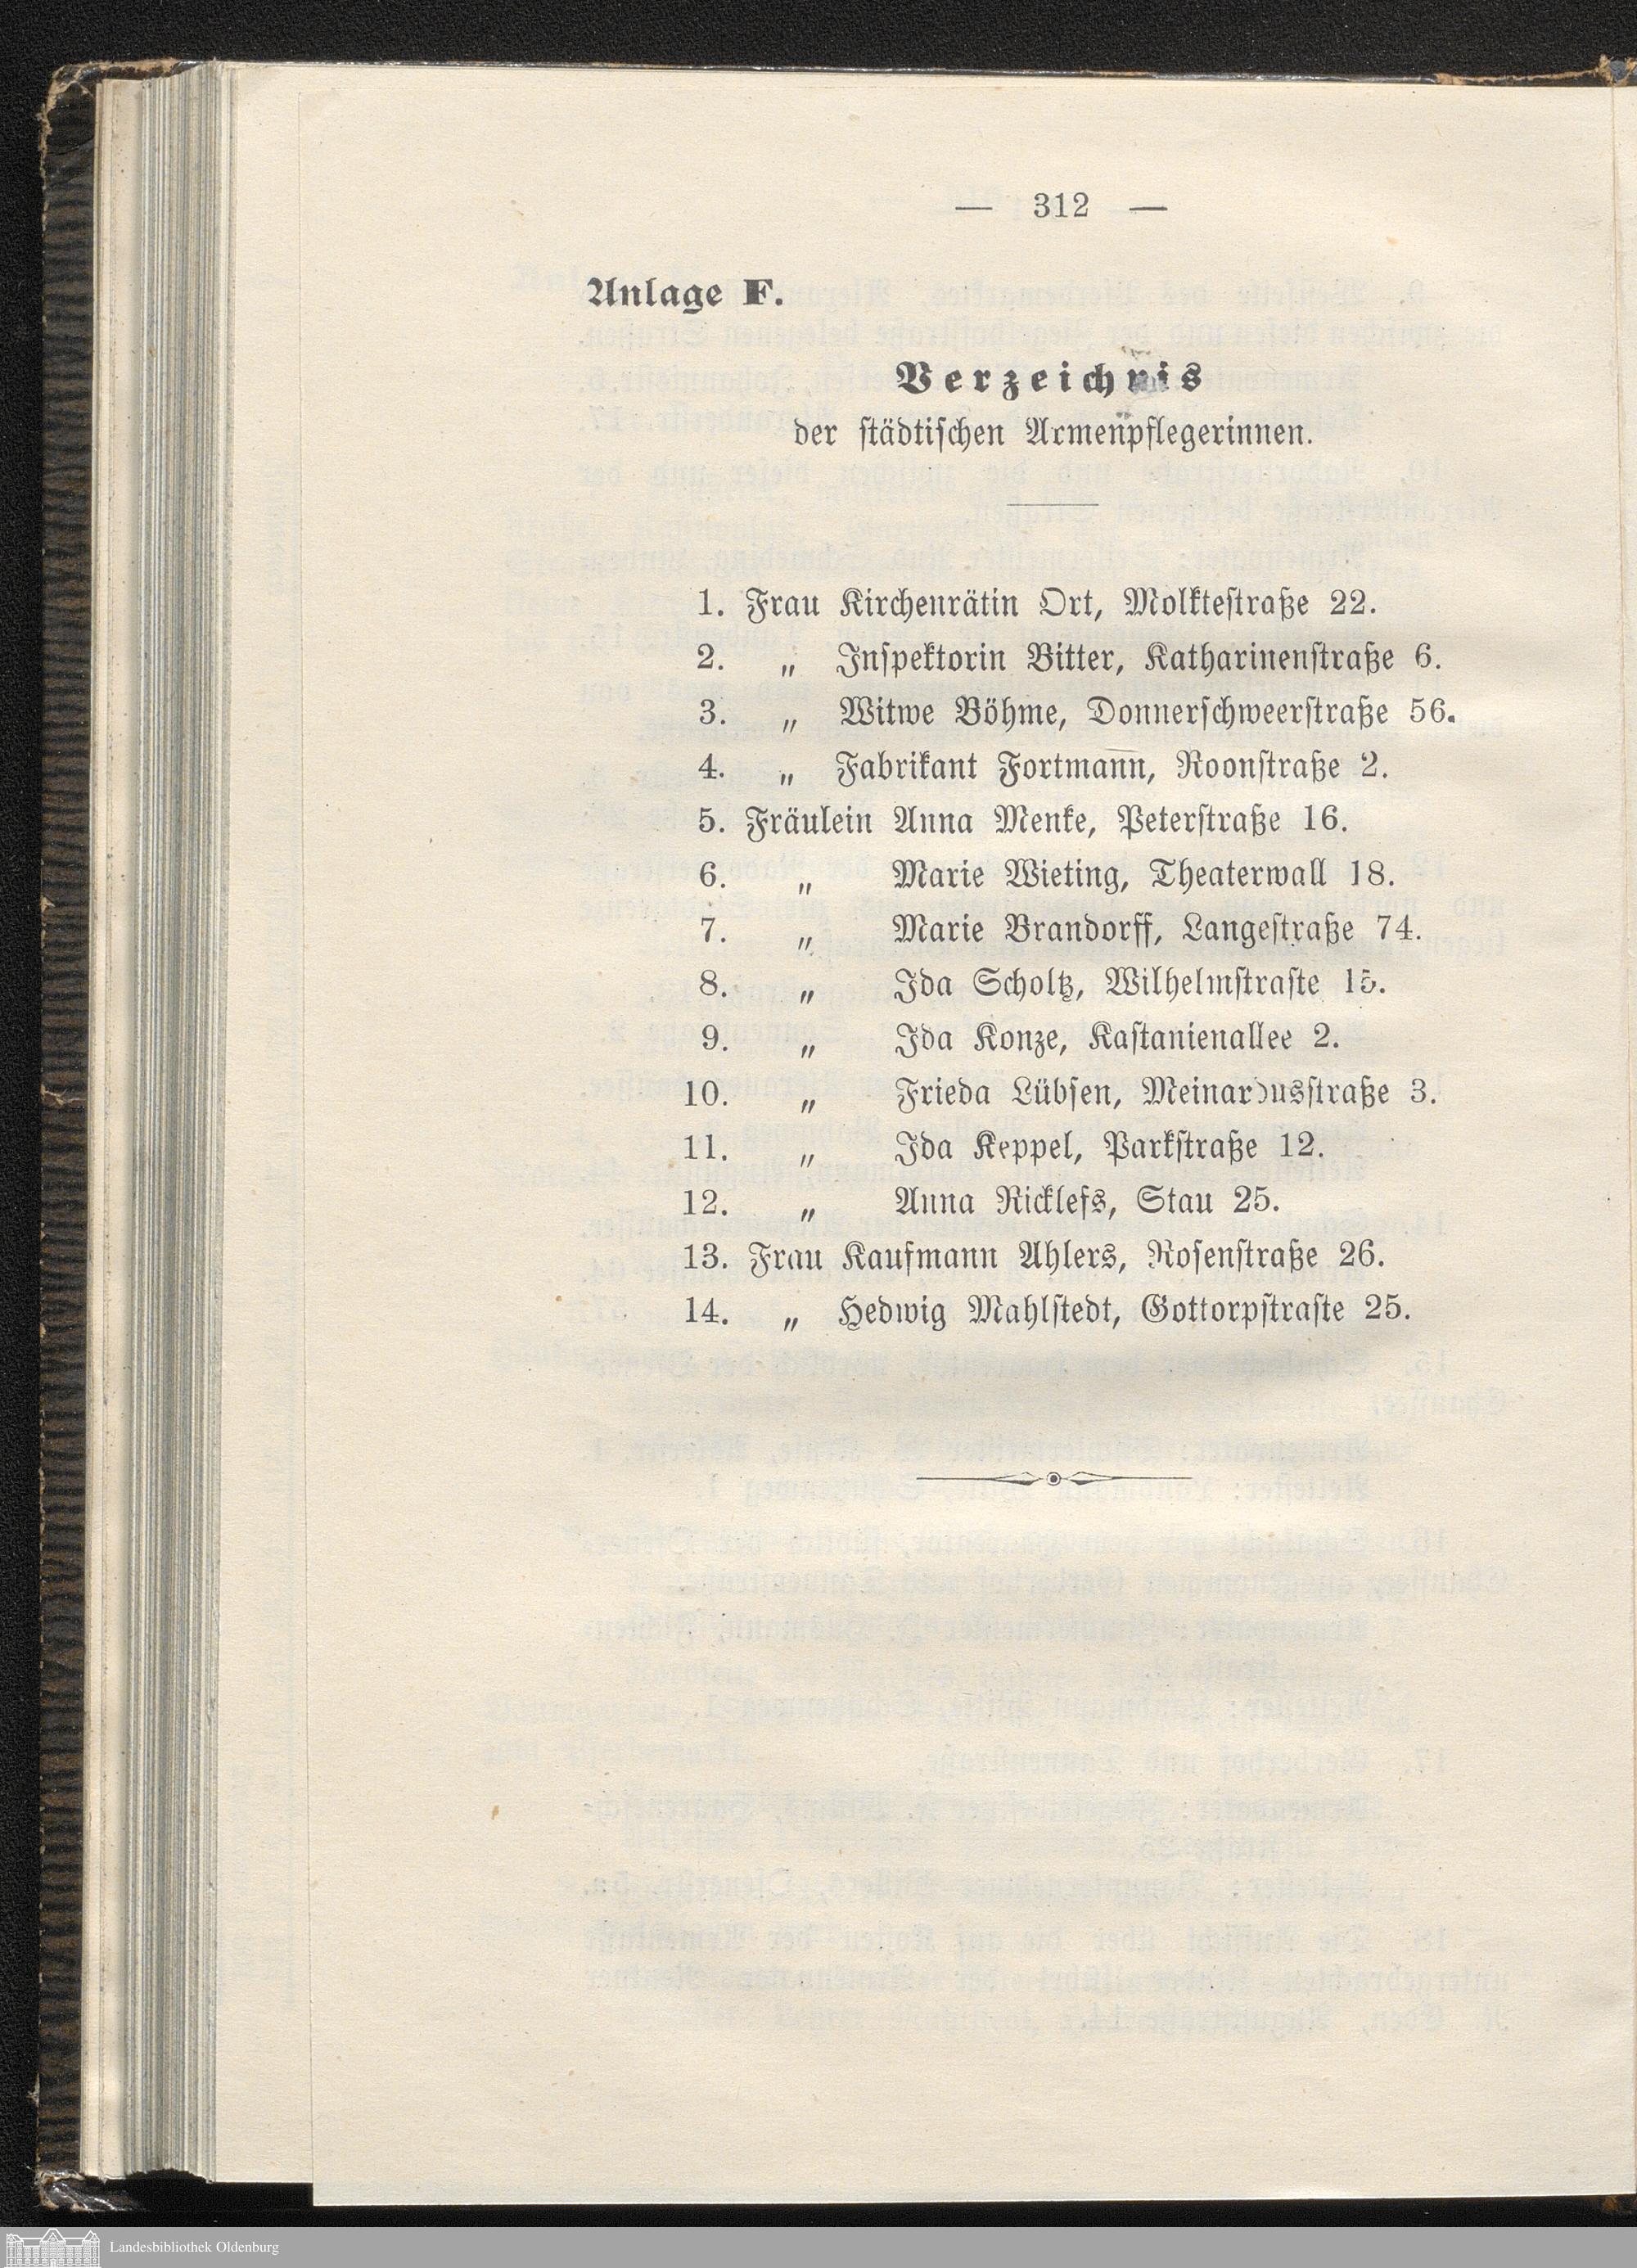 — 312 —
Anlage F.
Verzeichnis
der städtischen Armenpflegerinnen.
1. Frau Kirchenrätin Ort, Molktestraße 22.
2. „ Inspektorin Bitter, Katharinenstraße 6.
3. „ Witwe Böhme, Donnerschweerstraße 56.
4. „ Fabrikant Fortmann, Roonstraße 2.
5. Fräulein Anna Menke, Peterstraße 16.
6. „ Marie Wieting, Theaterwall 18.
7. „ Marie Brandorff, Langestraße 74.
8. „ Ida Scholtz, Wilhelmstraste 15.
9. „ Ida Konze, Kastanienallee 2.
10. „ Frieda Lübsen, Meinardusstraße 3.
11. „ Ida Keppel, Parkstraße 12.
12. „ Anna Ricklefs, Stau 25.
13. Frau Kaufmann Ahlers, Rosenstraße 26.
14. „ Hedwig Mahlstedt, Gottorpstraste 25.
Landesbibliothek Oldenburg